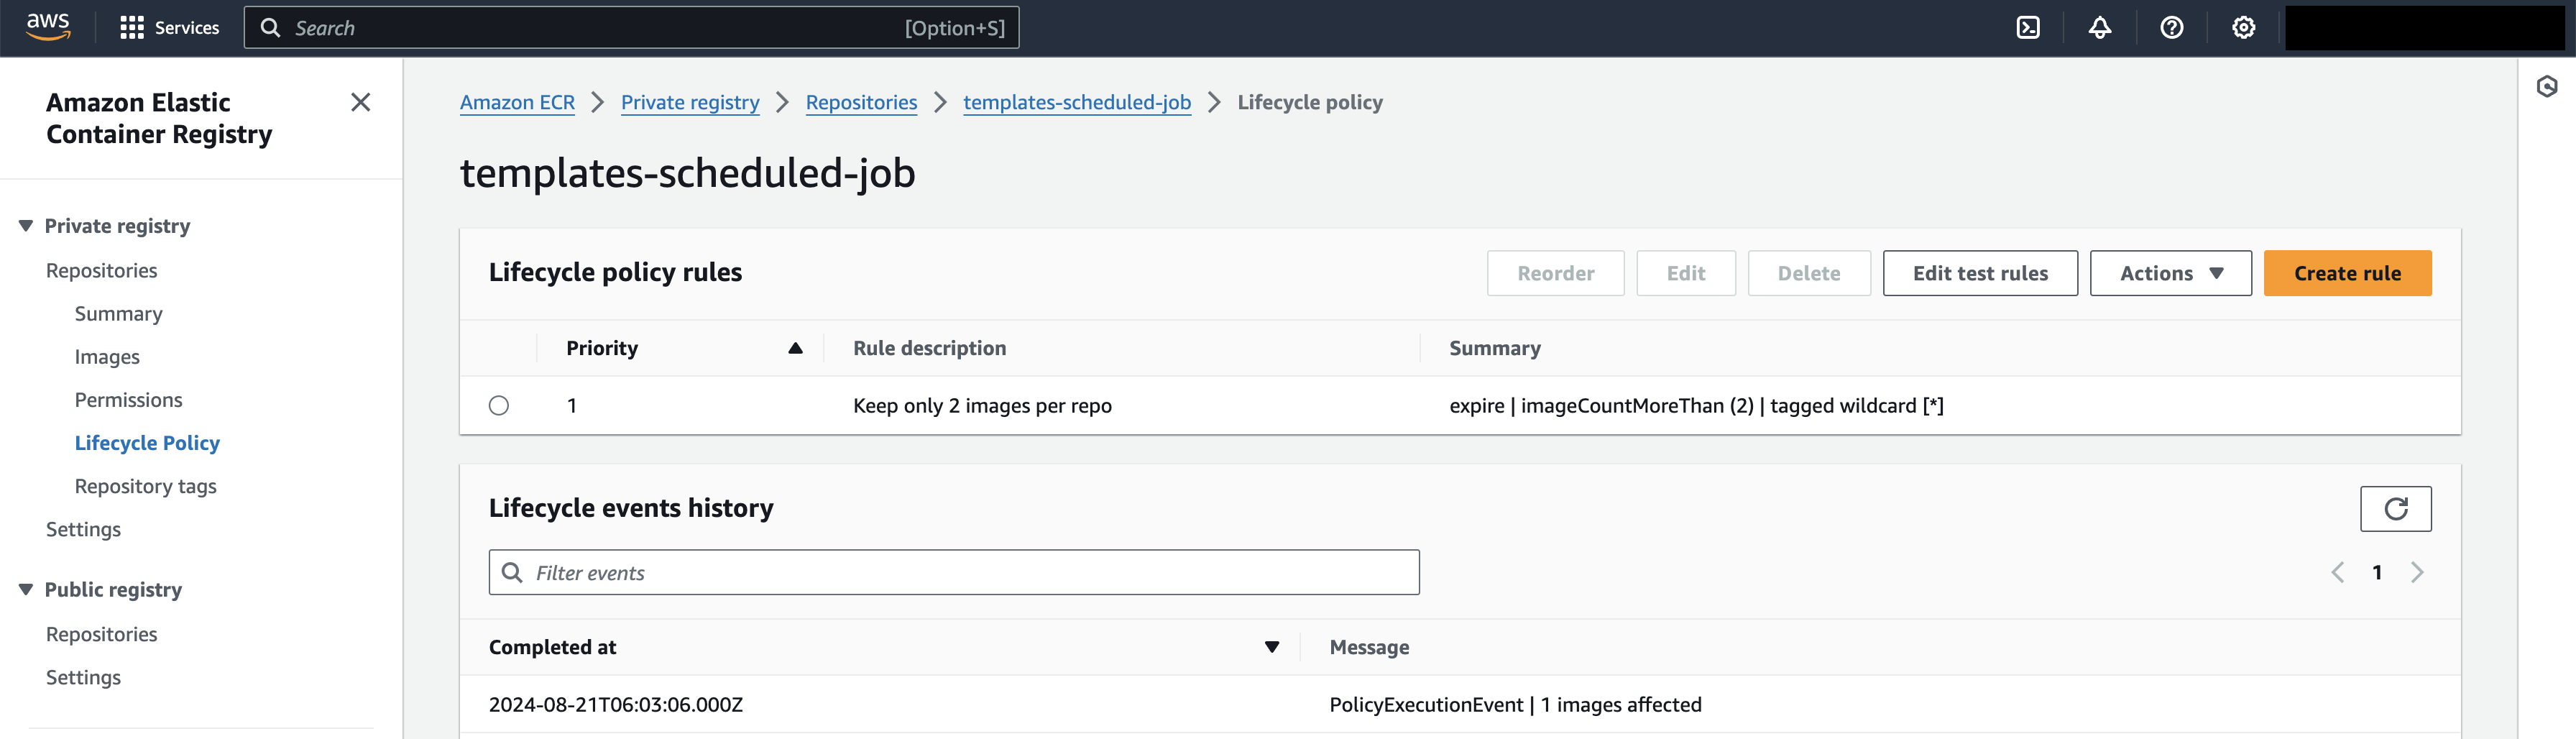 aws
Services
Search
[Option+S]
Amazon Elastic
Container Registry
Private registry
Repositories
Summary
Images
Permissions
Lifecycle Policy
Repository tags
Settings
Public registry
Repositories
Settings
Amazon ECR
Private registry
Repositories
templates-scheduled-job
Lifecycle policy
templates-scheduled-job
Lifecycle policy rules
Reorder
Edit
Delete
Edit test rules
Actions
Create rule
Priority
Rule description
Summary
1
Keep only 2 images per repo
expire | imageCountMoreThan (2) | tagged wildcard [*]
Lifecycle events history
Filter events
1
Completed at
Message
2024-08-21T06:03:06.000Z
PolicyExecutionEvent | 1 images affected